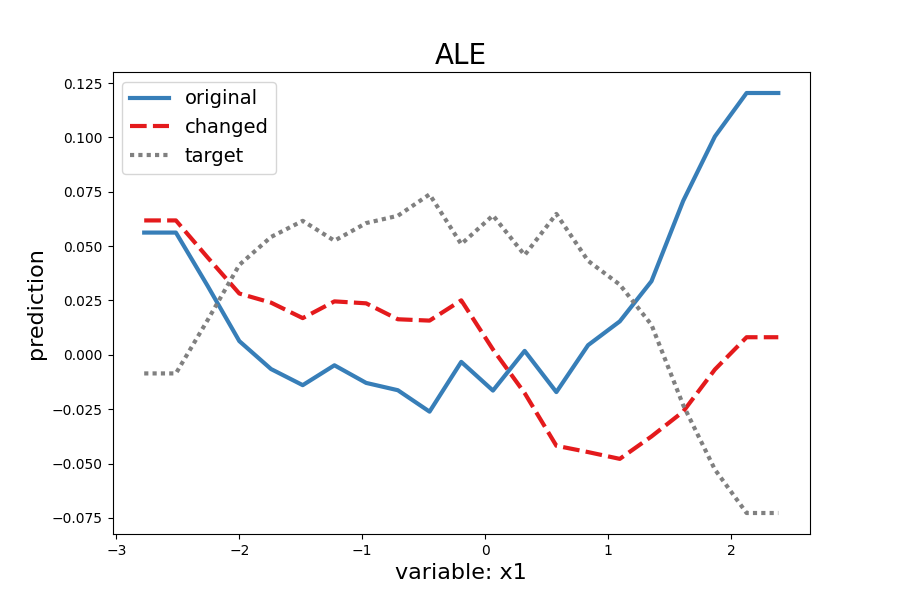 ALE
original
changed
target
prediction
0.125
0.100
0.075
0.050
0.025
0.000
−0.025
−0.050
−0.075
−3 −2 −1 0 1 2
variable: x1